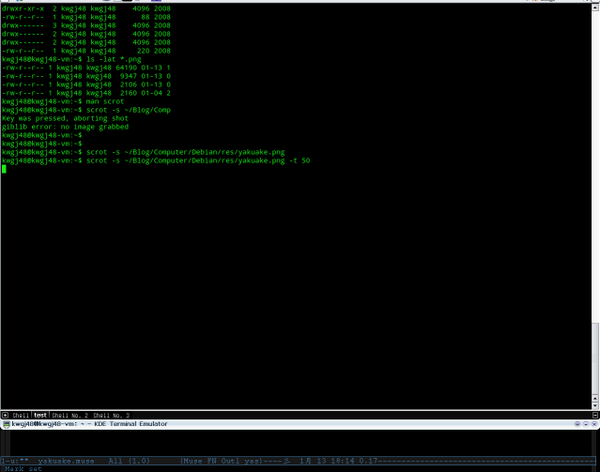 drwxr-xr-x  2 kwgj48 kwgj48    4096 2008
-rw-r--r--  1 kwgj48 kwgj48      88 2008
drwx------  3 kwgj48 kwgj48    4096 2008
drwx------  2 kwgj48 kwgj48    4096 2008
drwx------  2 kwgj48 kwgj48    4096 2008
-rw-r--r--  1 kwgj48 kwgj48     220 2008
kwgj48@kwgj48-vm:~$ ls -lat *.png
-rw-r--r-- 1 kwgj48 kwgj48 64190 01-13 1
-rw-r--r-- 1 kwgj48 kwgj48  9347 01-13 0
-rw-r--r-- 1 kwgj48 kwgj48  2106 01-13 0
-rw-r--r-- 1 kwgj48 kwgj48  2160 01-04 2
kwgj48@kwgj48-vm:~$ man scrot
kwgj48@kwgj48-vm:~$ scrot -s ~/Blog/Comp
Key was pressed, aborting shot
giblib error: no image grabbed
kwgj48@kwgj48-vm:~$
kwgj48@kwgj48-vm:~$
kwgj48@kwgj48-vm:~$ scrot -s ~/Blog/Computer/Debian/res/yakuake.png
kwgj48@kwgj48-vm:~$ scrot -s ~/Blog/Computer/Debian/res/yakuake.png -t 50
Shell test Shell No. 2 Shell No. 3
kwgj48@kwgj48-vm: ~ - KDE Terminal Emulator
yakuake.muse   All (1,0)      (Muse FN Outl yss)----二  1月 13 18:14 0.17
Mark set